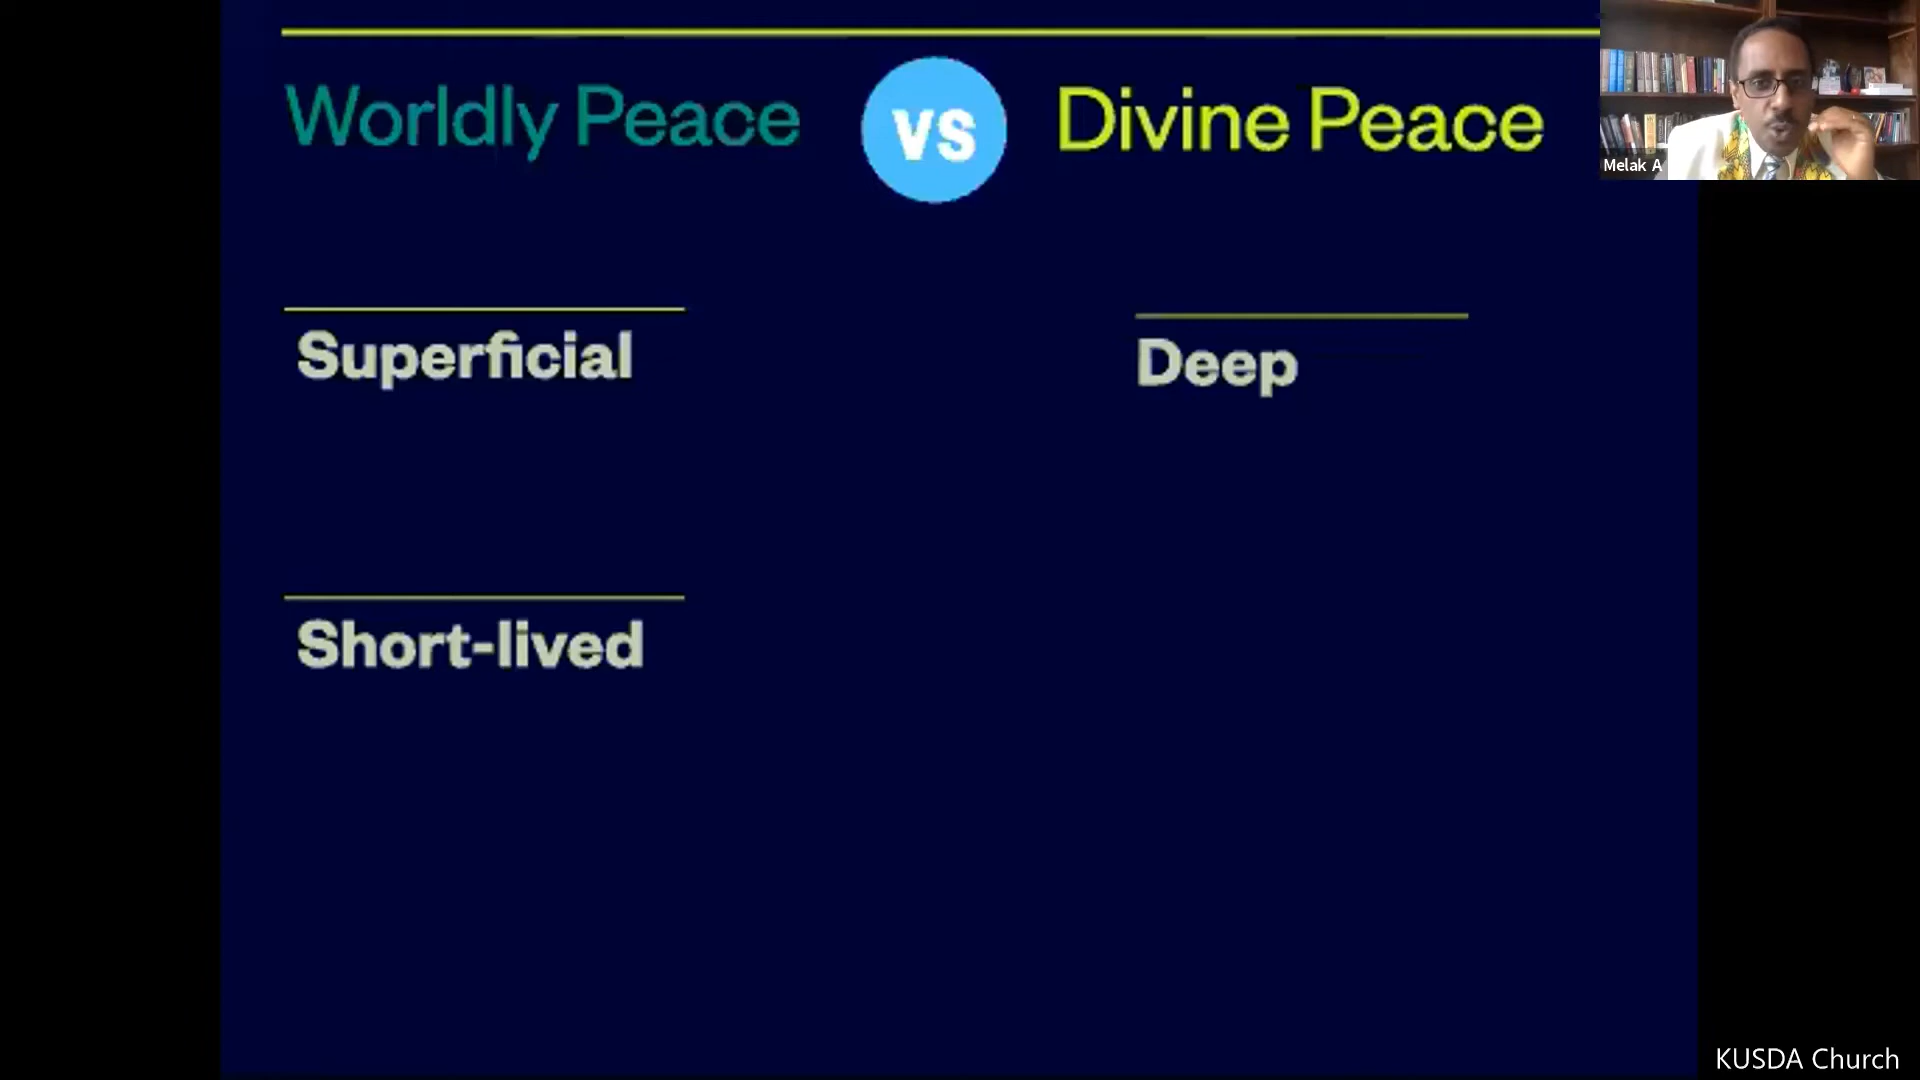 Worldly Peace
vs
Divine Peace
Superficial
Deep
Short-lived
Melak A
KUSDA Church